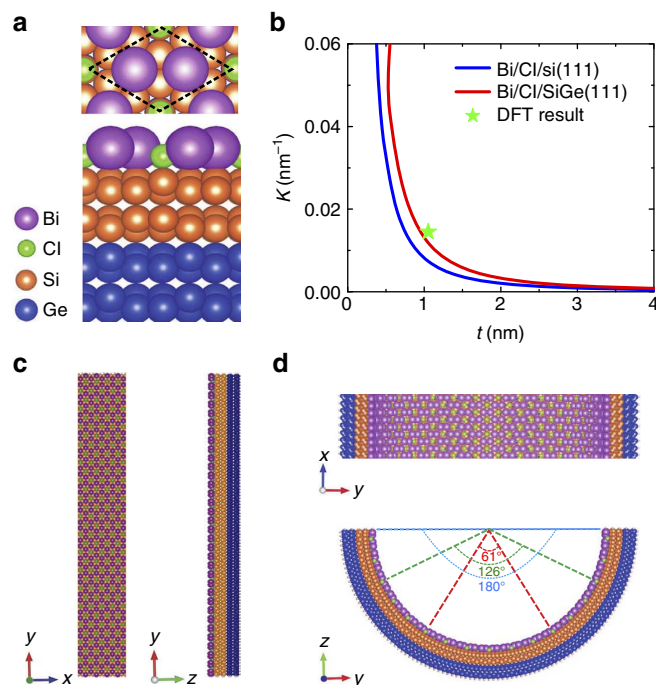 a
Bi
Cl
Si
Ge
b
K (nm⁻¹)
0.06
0.04
0.02
0.00
0
1
2
3
4
t (nm)
Bi/Cl/si(111)
Bi/Cl/SiGe(111)
DFT result
c
y
x
y
z
d
x
y
61°
126°
180°
z
y